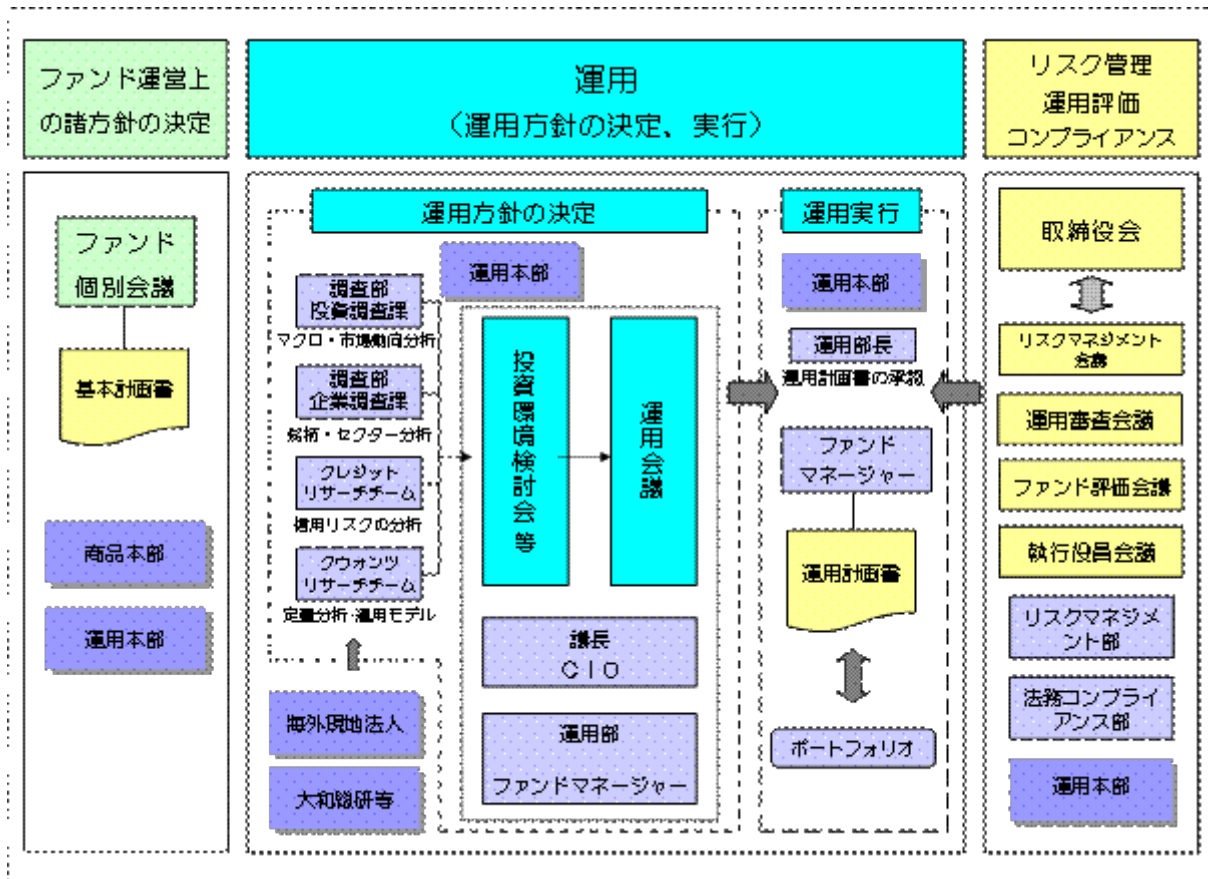 ファンド運営上
の諸方針の決定
運用
（運用方針の決定、実行）
リスク管理
運用評価
コンプライアンス
ファンド
個別会議
基本計画書
商品本部
運用本部
運用方針の決定
運用本部
調査部
投資調査課
マクロ・市場動向分析
調査部
企業調査課
銘柄・セクター分析
クレジット
リサーチチーム
信用リスクの分析
クウォンツ
リサーチチーム
定量分析・運用モデル
海外現地法人
大和総研等
投資環境検討会等
運用会議
議長
ＣＩＯ
運用部
ファンドマネージャー
運用実行
運用本部
運用部長
運用計画書の承認
ファンド
マネージャー
運用計画書
ポートフォリオ
取締役会
リスクマネジメント
会議
運用審査会議
ファンド評価会議
執行役員会議
リスクマネジメ
ント部
法務コンプライ
アンス部
運用本部